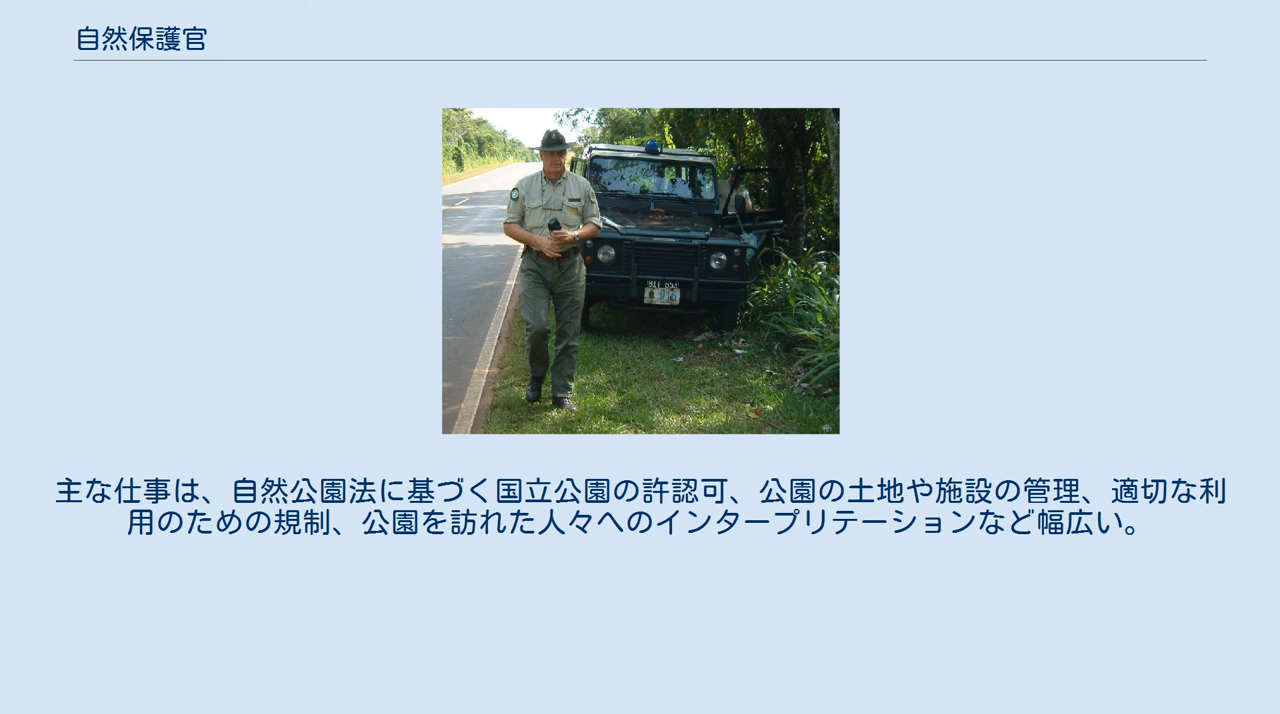 自然保護官
主な仕事は、自然公園法に基づく国立公園の許認可、公園の土地や施設の管理、適切な利
用のための規制、公園を訪れた人々へのインタープリテーションなど幅広い。